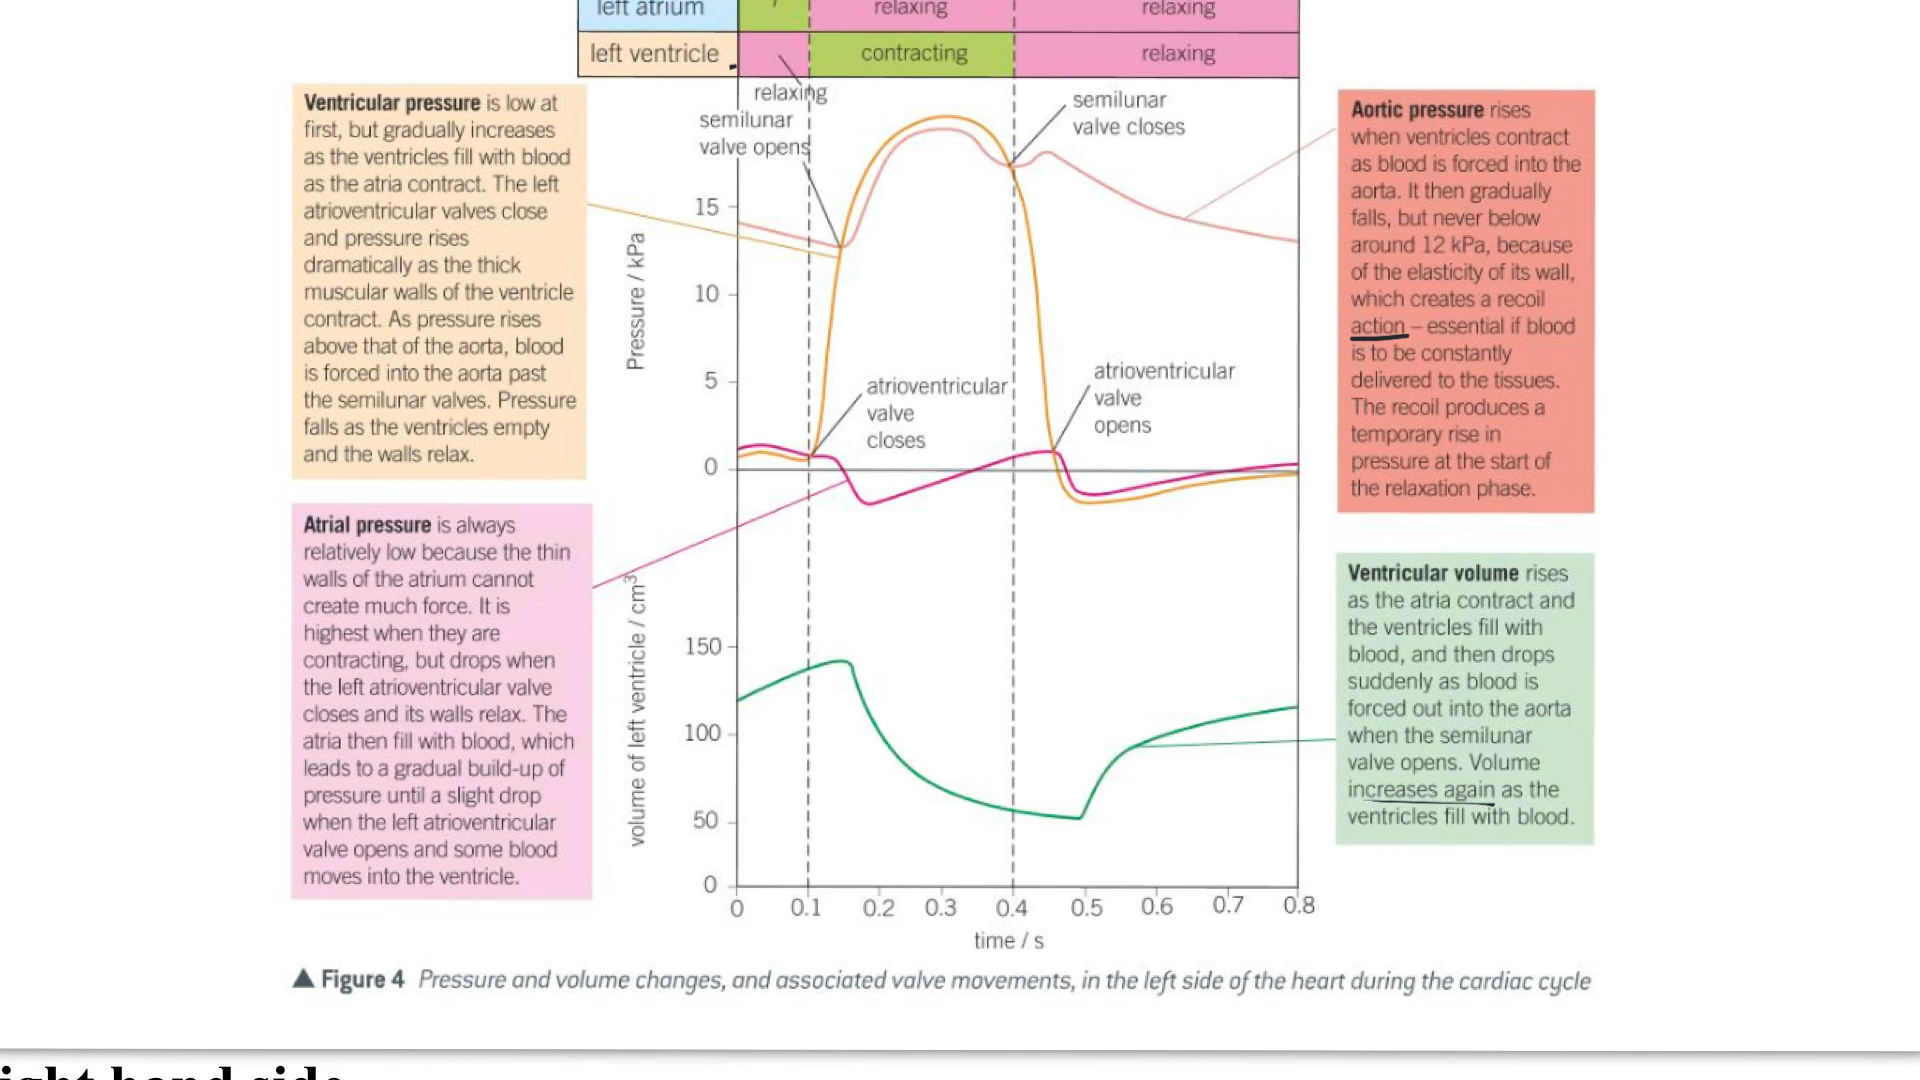 left atrium
relaxing
relaxing
left ventricle
contracting
relaxing
relaxing
Ventricular pressure is low at
first, but gradually increases
as the ventricles fill with blood
as the atria contract. The left
atrioventricular valves close
and pressure rises
dramatically as the thick
muscular walls of the ventricle
contract. As pressure rises
above that of the aorta, blood
is forced into the aorta past
the semilunar valves. Pressure
falls as the ventricles empty
and the walls relax.
Atrial pressure is always
relatively low because the thin
walls of the atrium cannot
create much force. It is
highest when they are
contracting, but drops when
the left atrioventricular valve
closes and its walls relax. The
atria then fill with blood, which
leads to a gradual build-up of
pressure until a slight drop
when the left atrioventricular
valve opens and some blood
moves into the ventricle.
semilunar
valve opens
semilunar
valve closes
Pressure / kPa
15
10
5
0
atrioventricular
valve
closes
atrioventricular
valve
opens
volume of left ventricle / cm³
150
100
50
0
0 0.1 0.2 0.3 0.4 0.5 0.6 0.7 0.8
time / s
Aortic pressure rises
when ventricles contract
as blood is forced into the
aorta. It then gradually
falls, but never below
around 12 kPa, because
of the elasticity of its wall,
which creates a recoil
action – essential if blood
is to be constantly
delivered to the tissues.
The recoil produces a
temporary rise in
pressure at the start of
the relaxation phase.
Ventricular volume rises
as the atria contract and
the ventricles fill with
blood, and then drops
suddenly as blood is
forced out into the aorta
when the semilunar
valve opens. Volume
increases again as the
ventricles fill with blood.
▲ Figure 4 Pressure and volume changes, and associated valve movements, in the left side of the heart during the cardiac cycle
hand side